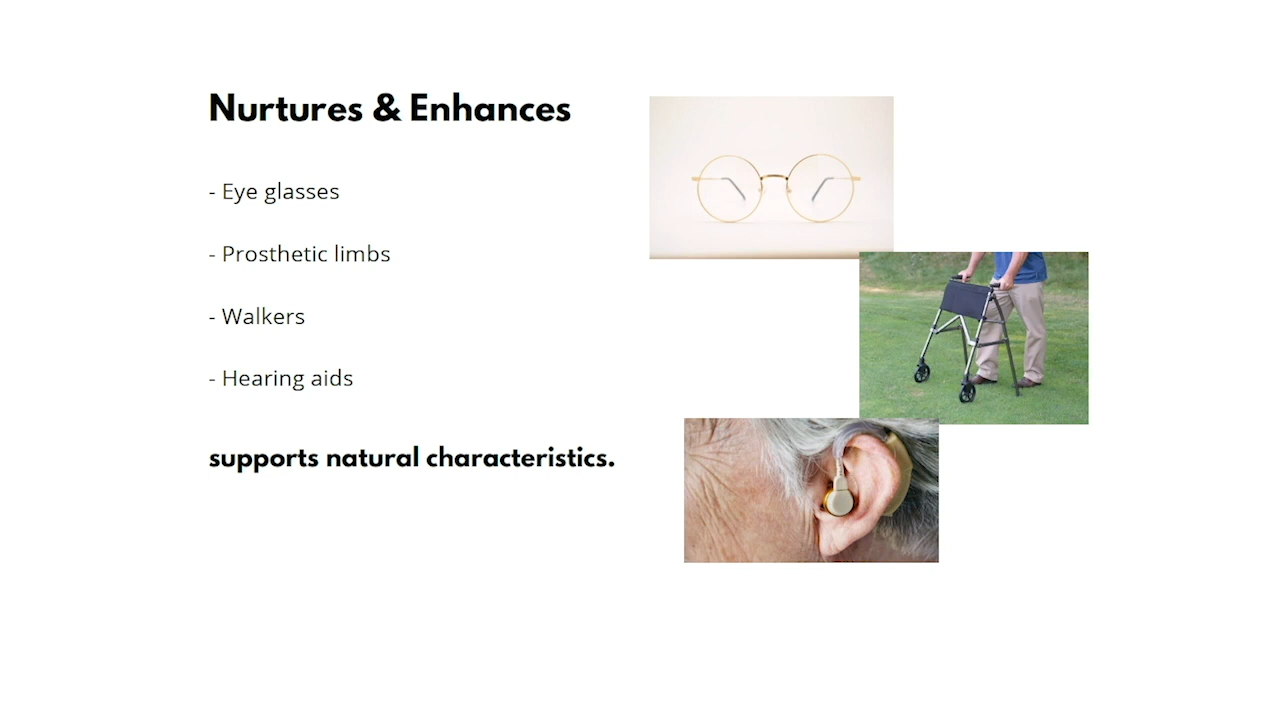 Nurtures & Enhances
- Eye glasses
- Prosthetic limbs
- Walkers
- Hearing aids
supports natural characteristics.